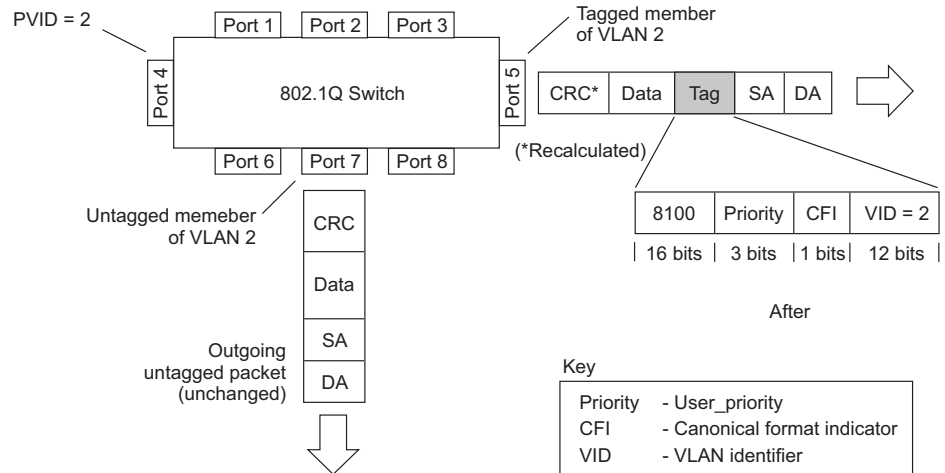 PVID = 2
Port 1
Port 2
Port 3
Tagged member
of VLAN 2
Port 4
802.1Q Switch
Port 5
CRC*
Data
Tag
SA
DA
(*Recalculated)
Port 6
Port 7
Port 8
Untagged memeber
of VLAN 2
CRC
Data
SA
DA
Outgoing
untagged packet
(unchanged)
8100
Priority
CFI
VID = 2
16 bits
3 bits
1 bits
12 bits
After
Key
Priority - User_priority
CFI - Canonical format indicator
VID - VLAN identifier